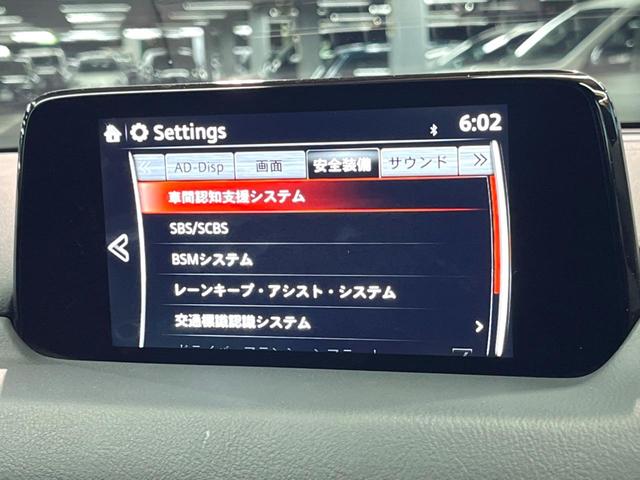 Settings 6:02
AD-Disp 画面 安全装備 サウンド
車間認知支援システム
SBS/SCBS
BSMシステム
レーンキープ・アシスト・システム
交通標識認識システム